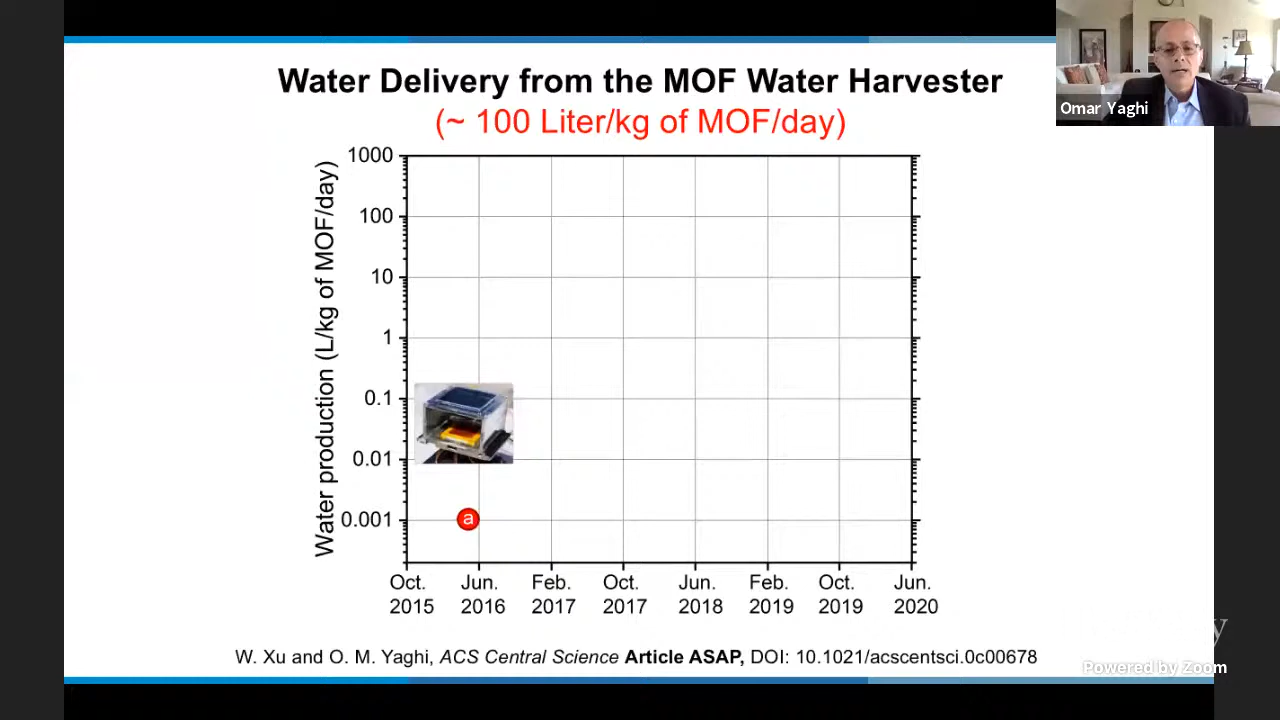 Water Delivery from the MOF Water Harvester
(~ 100 Liter/kg of MOF/day)
Omar Yaghi
Water production (L/kg of MOF/day)
1000
100
10
1
0.1
0.01
0.001
a
Oct. Jun. Feb. Oct. Jun. Feb. Oct. Jun.
2015 2016 2017 2017 2018 2019 2019 2020
W. Xu and O. M. Yaghi, ACS Central Science Article ASAP, DOI: 10.1021/acscentsci.0c00678
Powered by Zoom